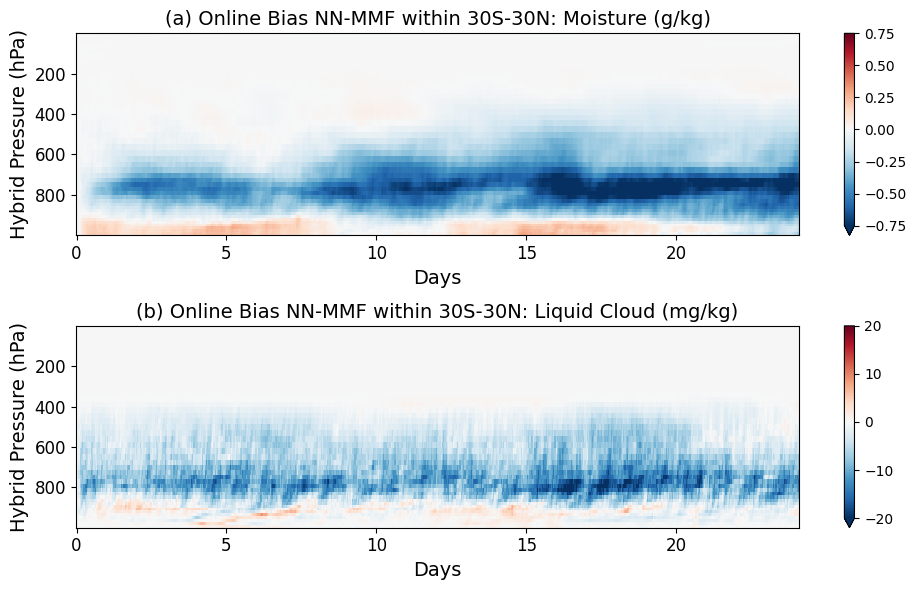 (a) Online Bias NN-MMF within 30S-30N: Moisture (g/kg)
Hybrid Pressure (hPa)
200
400
600
800
0 5 10 15 20
Days
0.75
0.50
0.25
0.00
−0.25
−0.50
−0.75
(b) Online Bias NN-MMF within 30S-30N: Liquid Cloud (mg/kg)
Hybrid Pressure (hPa)
200
400
600
800
0 5 10 15 20
Days
20
10
0
−10
−20